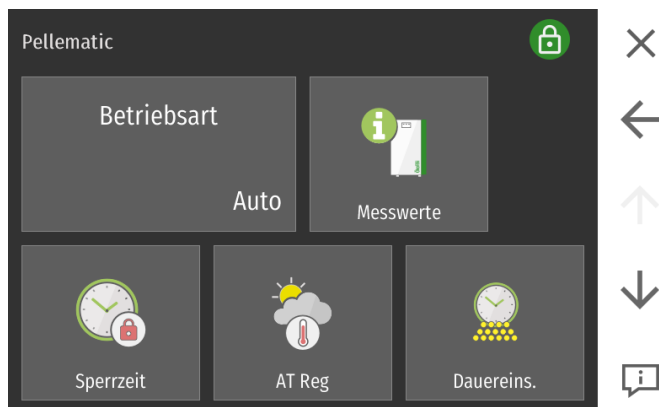 Pellematic
Betriebsart
Auto
Messwerte
Sperrzeit
AT Reg
Dauereins.